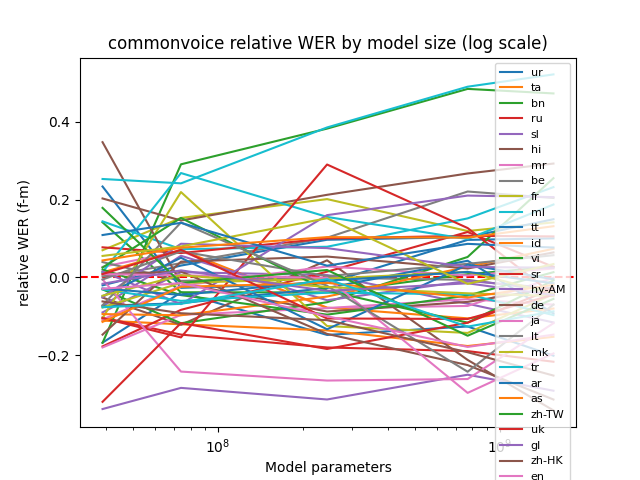 commonvoice relative WER by model size (log scale)
relative WER (f-m)
0.4
0.2
0.0
−0.2
10⁸
10⁹
Model parameters
ur
ta
bn
ru
sl
hi
mr
be
fr
ml
tt
id
vi
sr
hy-AM
de
ja
lt
mk
tr
ar
as
zh-TW
uk
gl
zh-HK
en